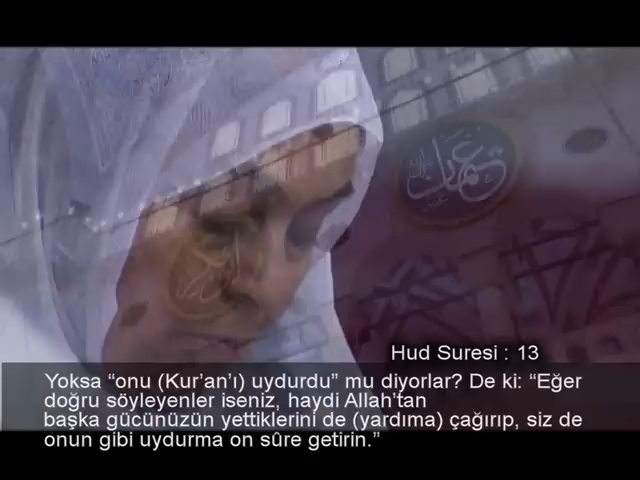 Hud Suresi : 13
Yoksa “onu (Kur’an’ı) uydurdu” mu diyorlar? De ki: “Eğer
doğru söyleyenler iseniz, haydi Allah’tan
başka gücünüzün yettiklerini de (yardıma) çağırıp, siz de
onun gibi uydurma on sûre getirin.”